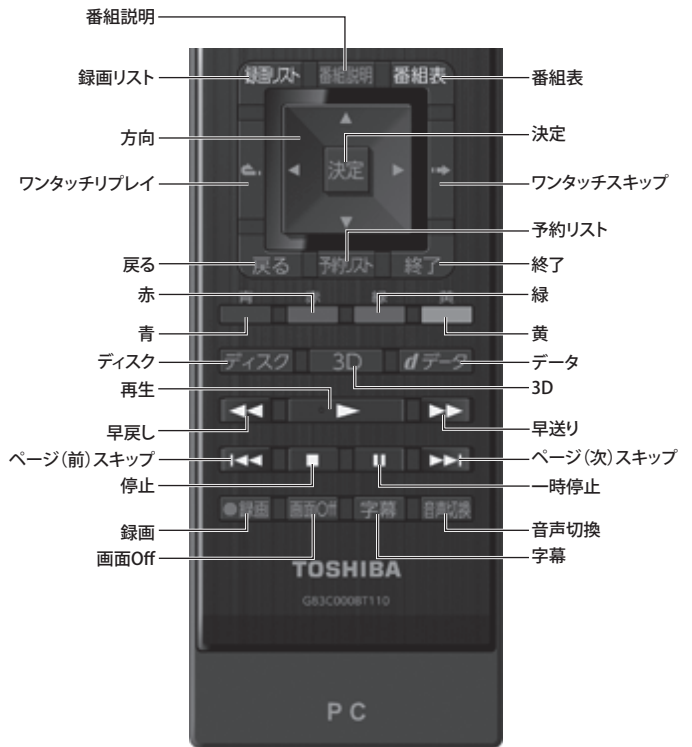 番組説明
録画リスト
番組表
方向
決定
ワンタッチリプレイ
ワンタッチスキップ
予約リスト
戻る
終了
赤
緑
青
黄
ディスク
データ
3D
再生
早戻し
早送り
ページ（前）スキップ
ページ（次）スキップ
停止
一時停止
録画
音声切換
画面Off
字幕
録画リスト 番組説明 番組表
決定
戻る 予約リスト 終了
青 赤 緑 黄
ディスク 3D dデータ
●録画 画面Off 字幕 音声切換
TOSHIBA
G83C000BT110
PC